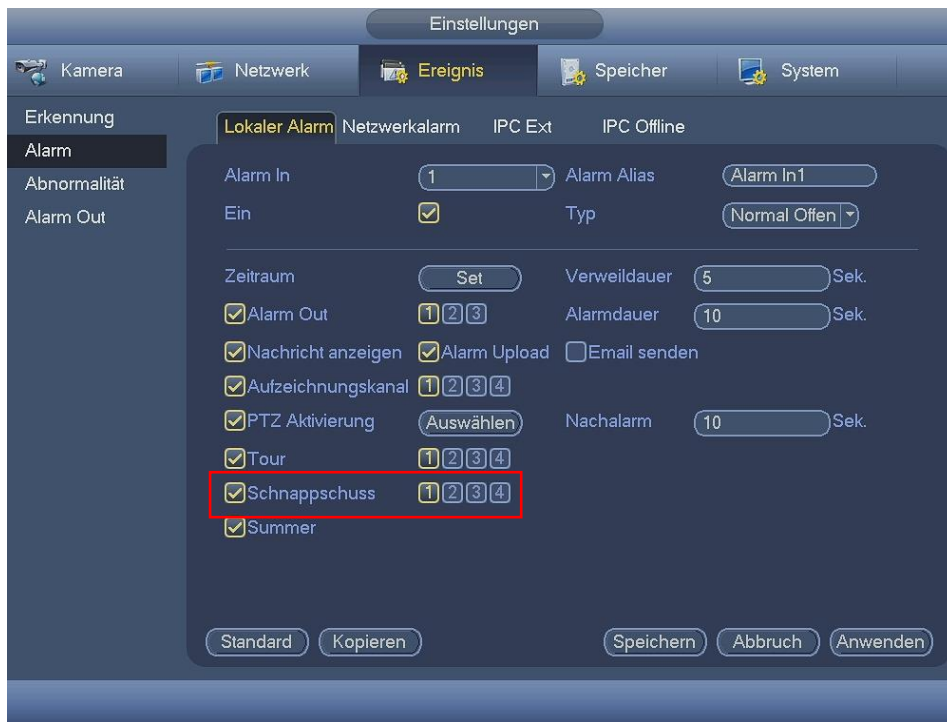 Einstellungen
Kamera Netzwerk Ereignis Speicher System
Erkennung
Alarm
Abnormalität
Alarm Out
Lokaler Alarm Netzwerkalarm IPC Ext IPC Offline
Alarm In 1 Alarm Alias Alarm In1
Ein Typ Normal Offen
Zeitraum Set Verweildauer 5 Sek.
Alarm Out 1 2 3 Alarmdauer 10 Sek.
Nachricht anzeigen Alarm Upload Email senden
Aufzeichnungskanal 1 2 3 4
PTZ Aktivierung Auswählen Nachalarm 10 Sek.
Tour 1 2 3 4
Schnappschuss 1 2 3 4
Summer
Standard Kopieren Speichern Abbruch Anwenden